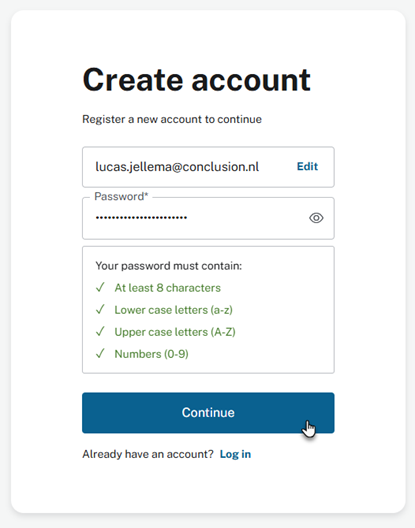 Create account
Register a new account to continue
lucas.jellema@conclusion.nl Edit
Password*
•••••••••••••••••••••••
Your password must contain:
✓ At least 8 characters
✓ Lower case letters (a-z)
✓ Upper case letters (A-Z)
✓ Numbers (0-9)
Continue
Already have an account? Log in